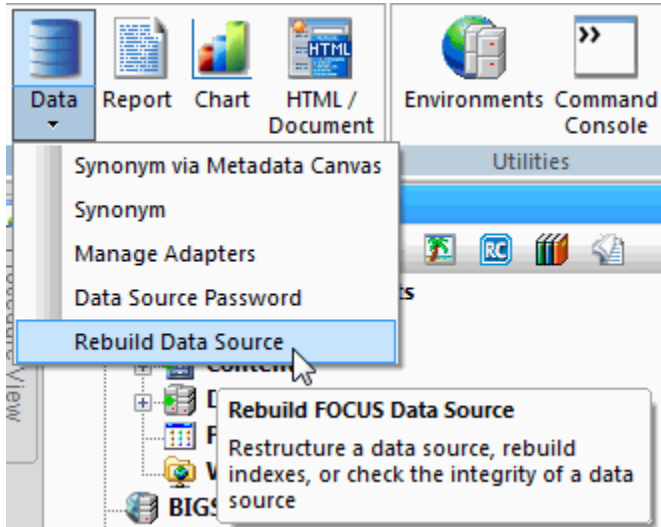 HTML
>>
Data Report Chart HTML / Environments Command
Document Console
Utilities
Synonym via Metadata Canvas
Synonym
Manage Adapters
RC
Data Source Password
Rebuild Data Source
View
Rebuild FOCUS Data Source
Restructure a data source, rebuild
indexes, or check the integrity of a data
source